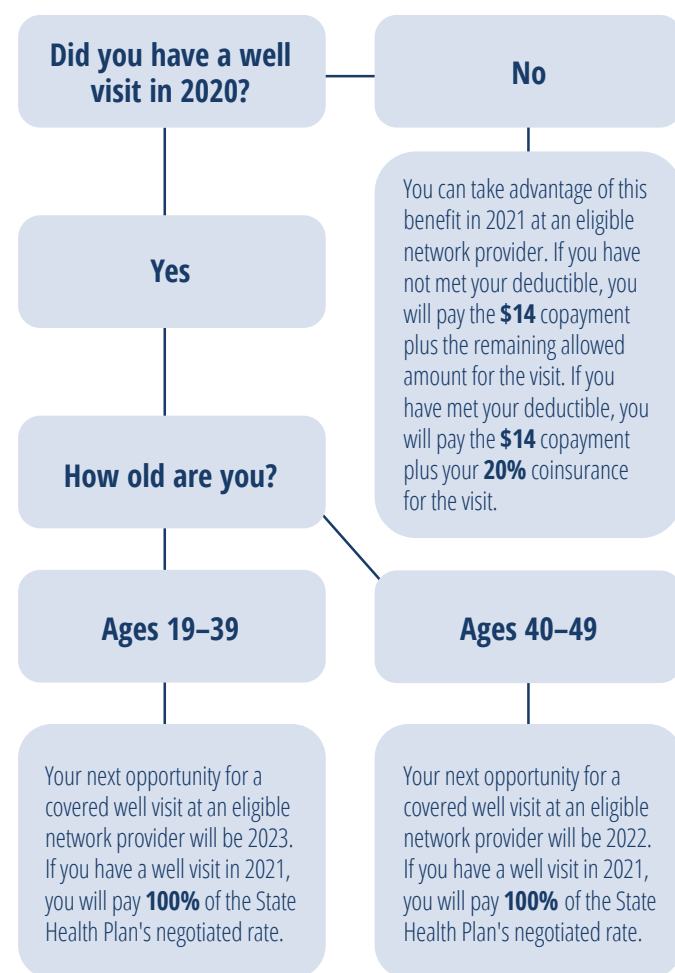 Did you have a well
visit in 2020?
No
You can take advantage of this
benefit in 2021 at an eligible
network provider. If you have
not met your deductible, you
will pay the $14 copayment
plus the remaining allowed
amount for the visit. If you
have met your deductible, you
will pay the $14 copayment
plus your 20% coinsurance
for the visit.
Yes
How old are you?
Ages 19–39
Ages 40–49
Your next opportunity for a
covered well visit at an eligible
network provider will be 2023.
If you have a well visit in 2021,
you will pay 100% of the State
Health Plan's negotiated rate.
Your next opportunity for a
covered well visit at an eligible
network provider will be 2022.
If you have a well visit in 2021,
you will pay 100% of the State
Health Plan's negotiated rate.